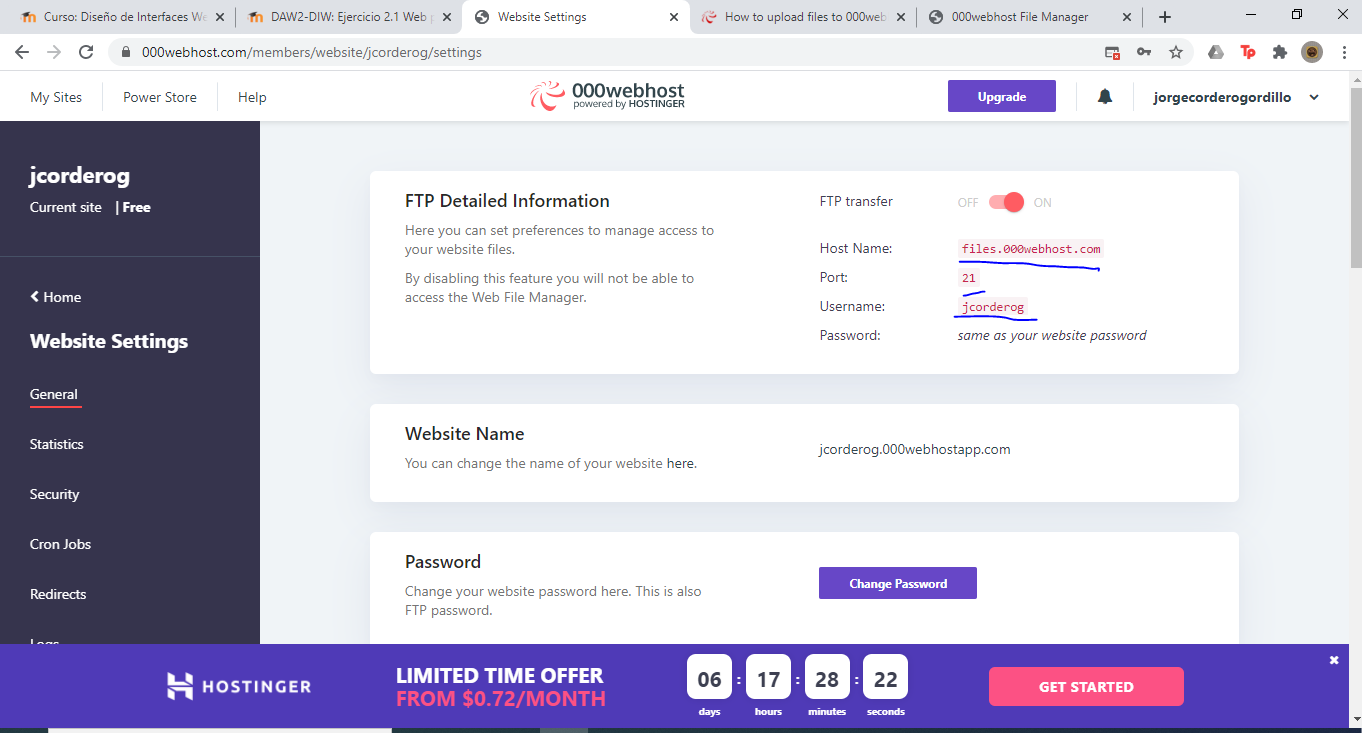 Curso: Diseño de Interfaces We
DAW2-DIW: Ejercicio 2.1 Web p
Website Settings
How to upload files to 000web
000webhost File Manager
000webhost.com/members/website/jcorderog/settings
Tp
My Sites
Power Store
Help
000webhost
powered by HOSTINGER
Upgrade
jorgecorderogordillo
jcorderog
Current site | Free
Home
Website Settings
General
Statistics
Security
Cron Jobs
Redirects
Logs
FTP Detailed Information
Here you can set preferences to manage access to
your website files.
By disabling this feature you will not be able to
access the Web File Manager.
FTP transfer OFF ON
Host Name: files.000webhost.com
Port: 21
Username: jcorderog
Password: same as your website password
Website Name
You can change the name of your website here.
jcorderog.000webhostapp.com
Password
Change your website password here. This is also
FTP password.
Change Password
HOSTINGER
LIMITED TIME OFFER
FROM $0.72/MONTH
06 : 17 : 28 : 22
days hours minutes seconds
GET STARTED